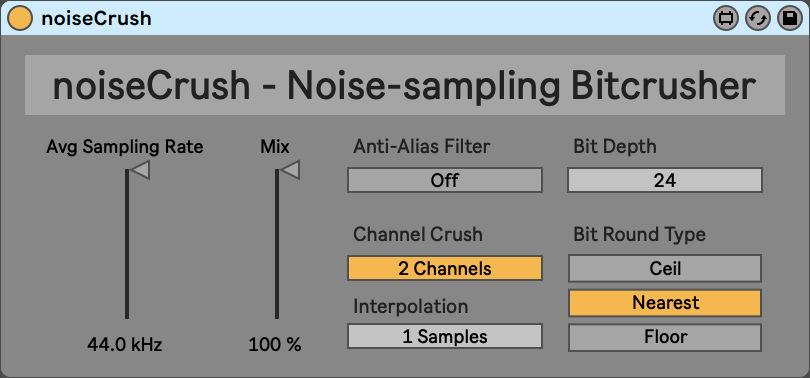 noiseCrush
noiseCrush - Noise-sampling Bitcrusher
Avg Sampling Rate
44.0 kHz
Mix
100 %
Anti-Alias Filter
Off
Channel Crush
2 Channels
Interpolation
1 Samples
Bit Depth
24
Bit Round Type
Ceil
Nearest
Floor